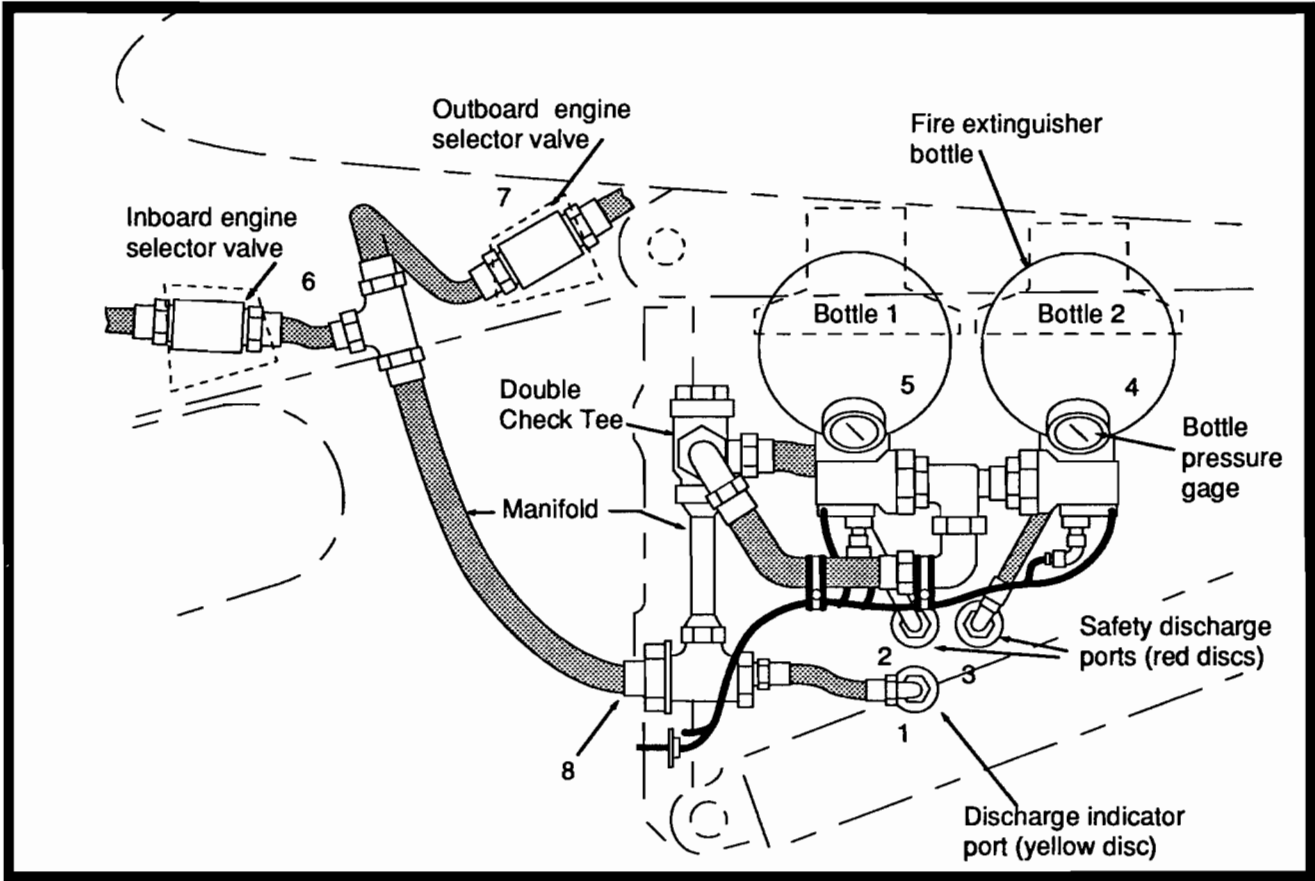 Outboard engine
selector valve
Fire extinguisher
bottle
7
Inboard engine
selector valve
6
Bottle 1
Bottle 2
5
4
Double
Check Tee
Bottle
pressure
gage
Manifold
Safety discharge
ports (red discs)
2
3
1
8
Discharge indicator
port (yellow disc)